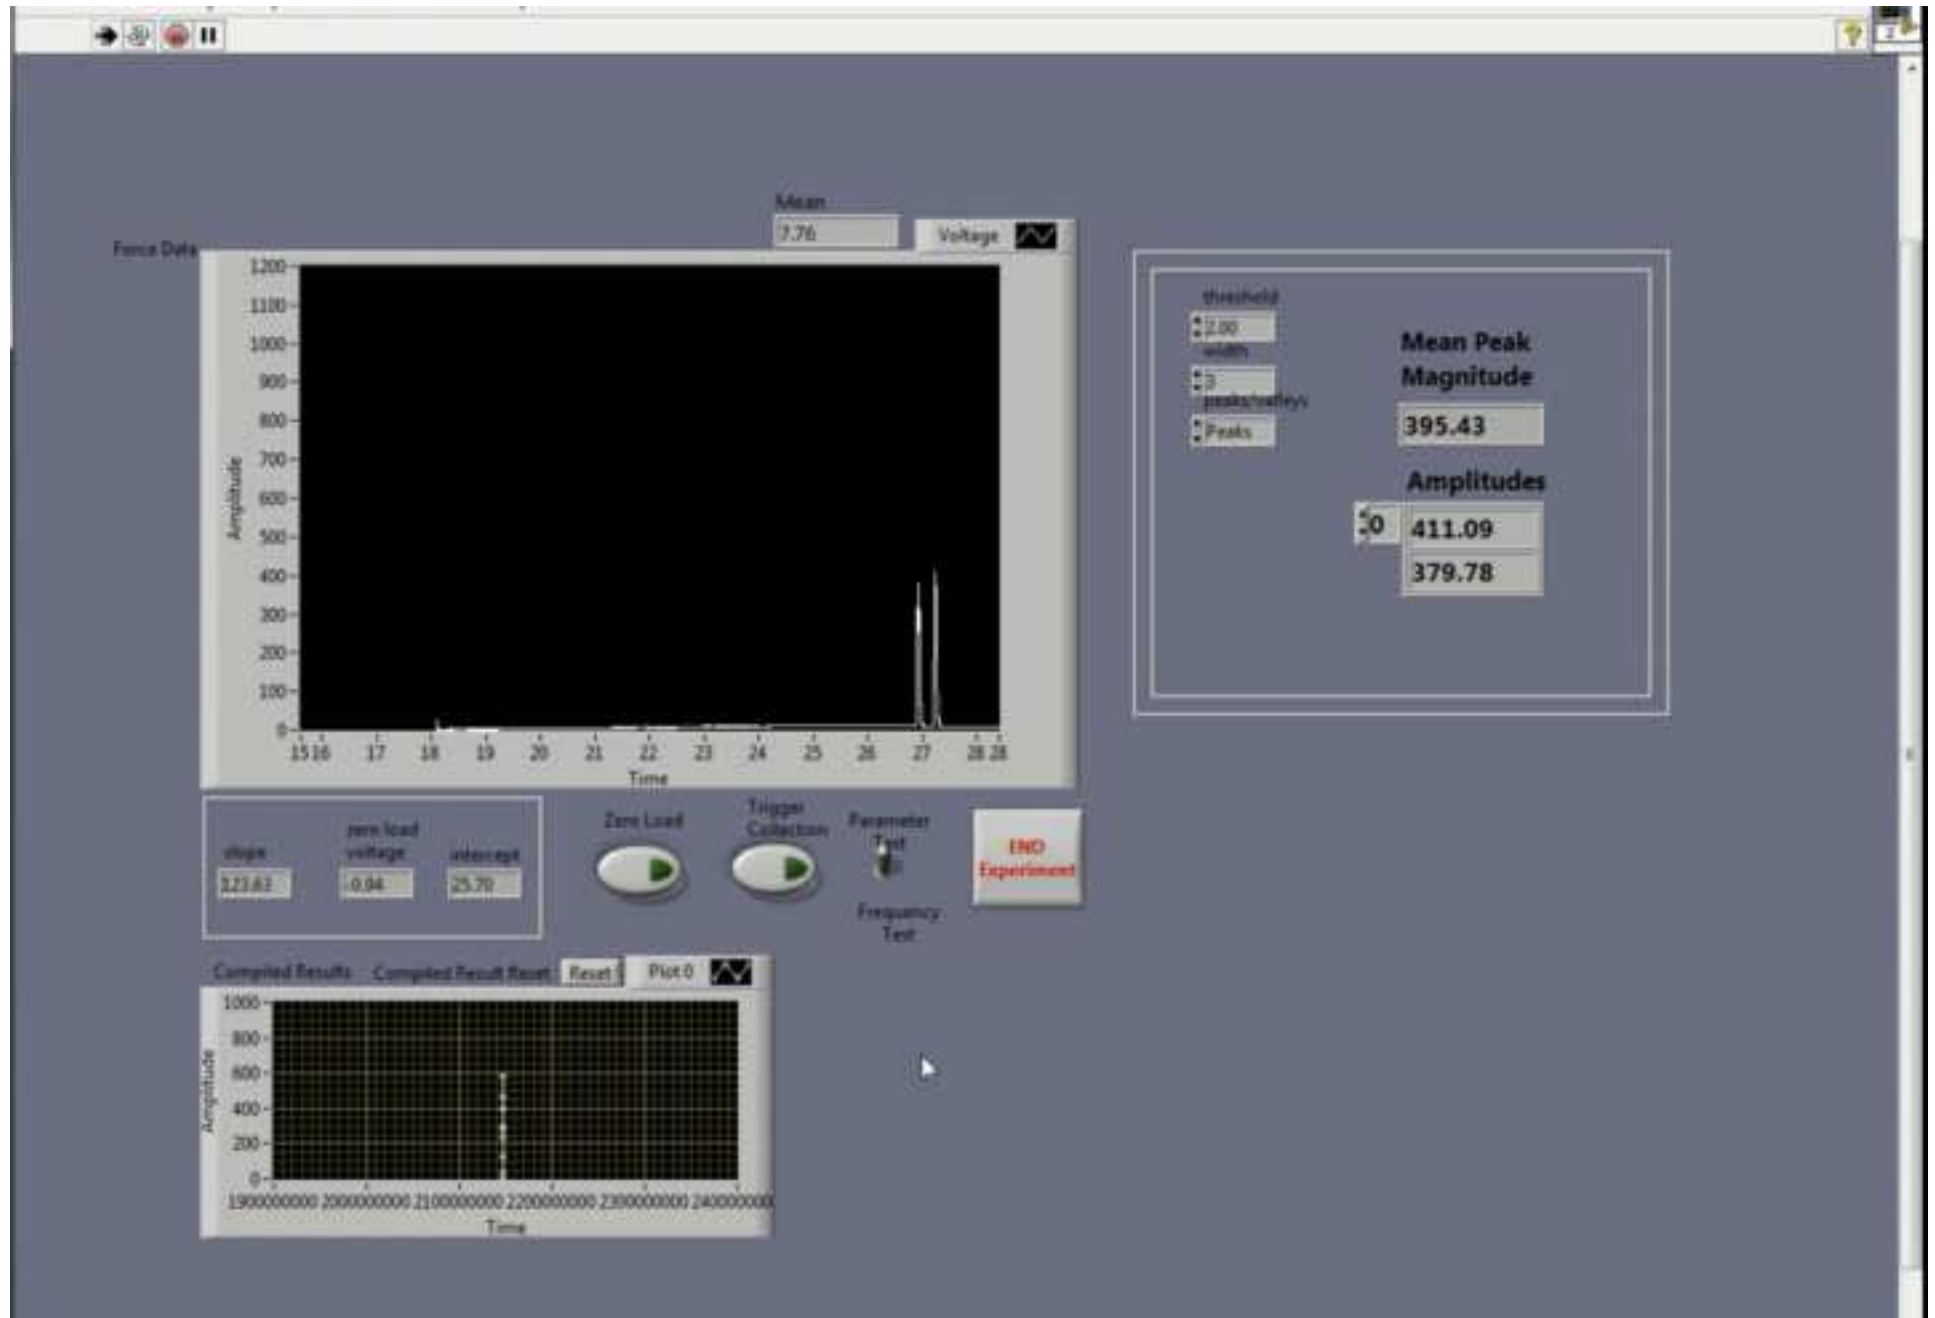 Mean
7.76
Voltage
Force Data
1200
1100
1000
900
800
700
600
500
400
300
200
100
0
Amplitude
15 16 17 18 19 20 21 22 23 24 25 26 27 28 28
Time
threshold
2.00
width
3
peaks/valleys
Peaks
Mean Peak
Magnitude
395.43
Amplitudes
0
411.09
379.78
slope
123.63
zero load
voltage
-0.94
intercept
25.70
Zero Load
Trigger
Collection
Parameter
Test
Frequency
Test
END
Experiment
Compiled Results
Compiled Result Reset
Reset
Plot 0
1000
800
600
400
200
0
Amplitude
1900000000 2000000000 2100000000 2200000000 2300000000
Time